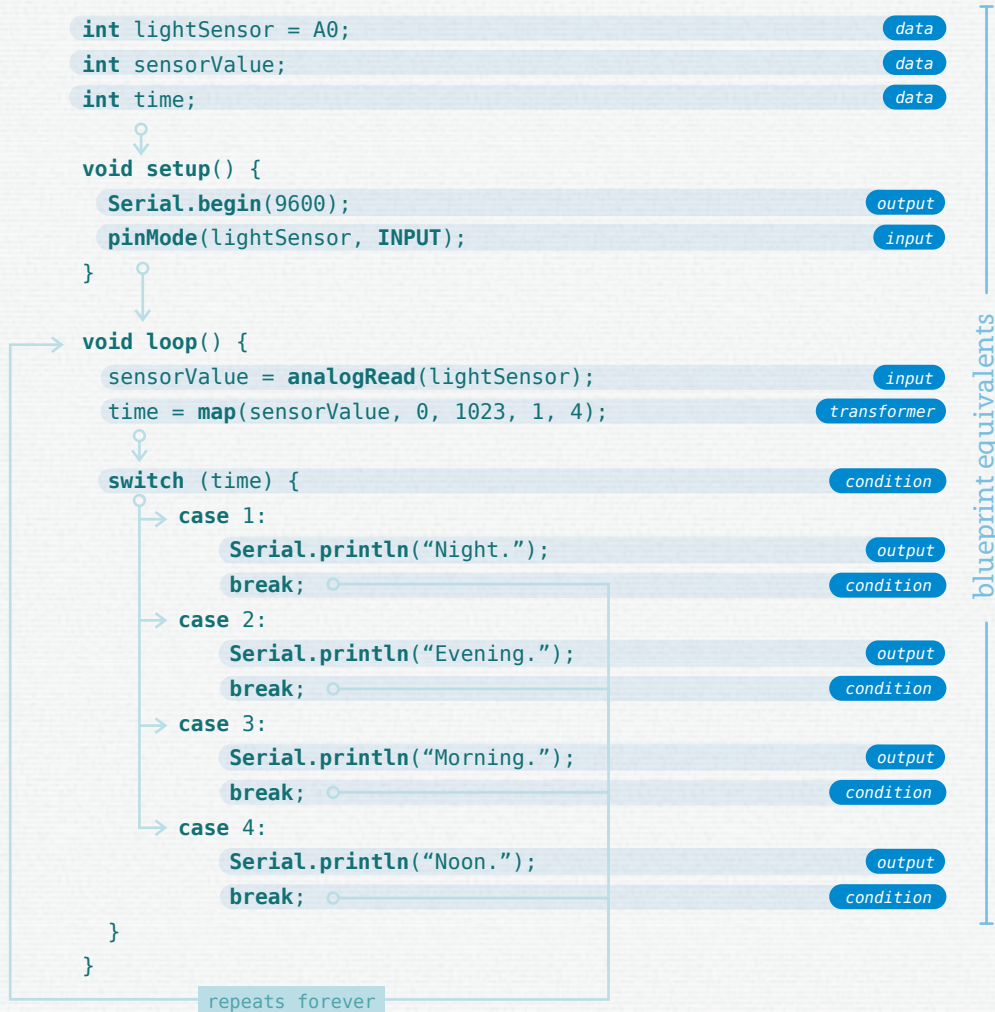 int lightSensor = A0; data
int sensorValue; data
int time; data
void setup() {
Serial.begin(9600); output
pinMode(lightSensor, INPUT); input
}
void loop() {
sensorValue = analogRead(lightSensor); input
time = map(sensorValue, 0, 1023, 1, 4); transformer
switch (time) { condition
case 1:
Serial.println(“Night.”); output
break; condition
case 2:
Serial.println(“Evening.”); output
break; condition
case 3:
Serial.println(“Morning.”); output
break; condition
case 4:
Serial.println(“Noon.”); output
break; condition
}
}
repeats forever
blueprint equivalents